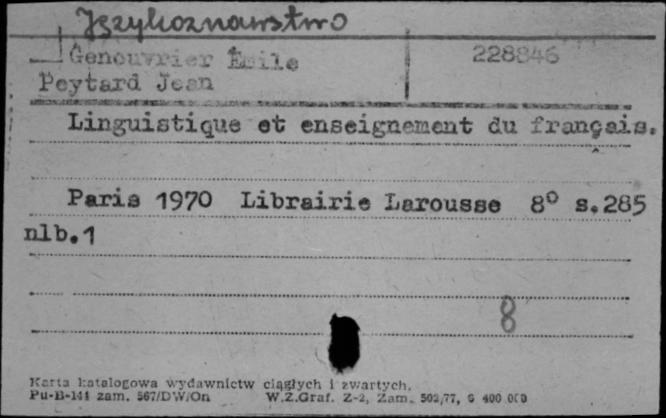 Językoznawstwo
Genouvrier Émile 228846
Peytard Jean
Linguistique et enseignement du français.
Paris 1970 Librairie Larousse 8° s.285
nlb.1
8
Karta katalogowa wydawnictw ciągłych i zwartych.
Pu-B-141 zam. 567/DW/On W.Z.Graf. Z-2, Zam. 502/77, 6 400 000